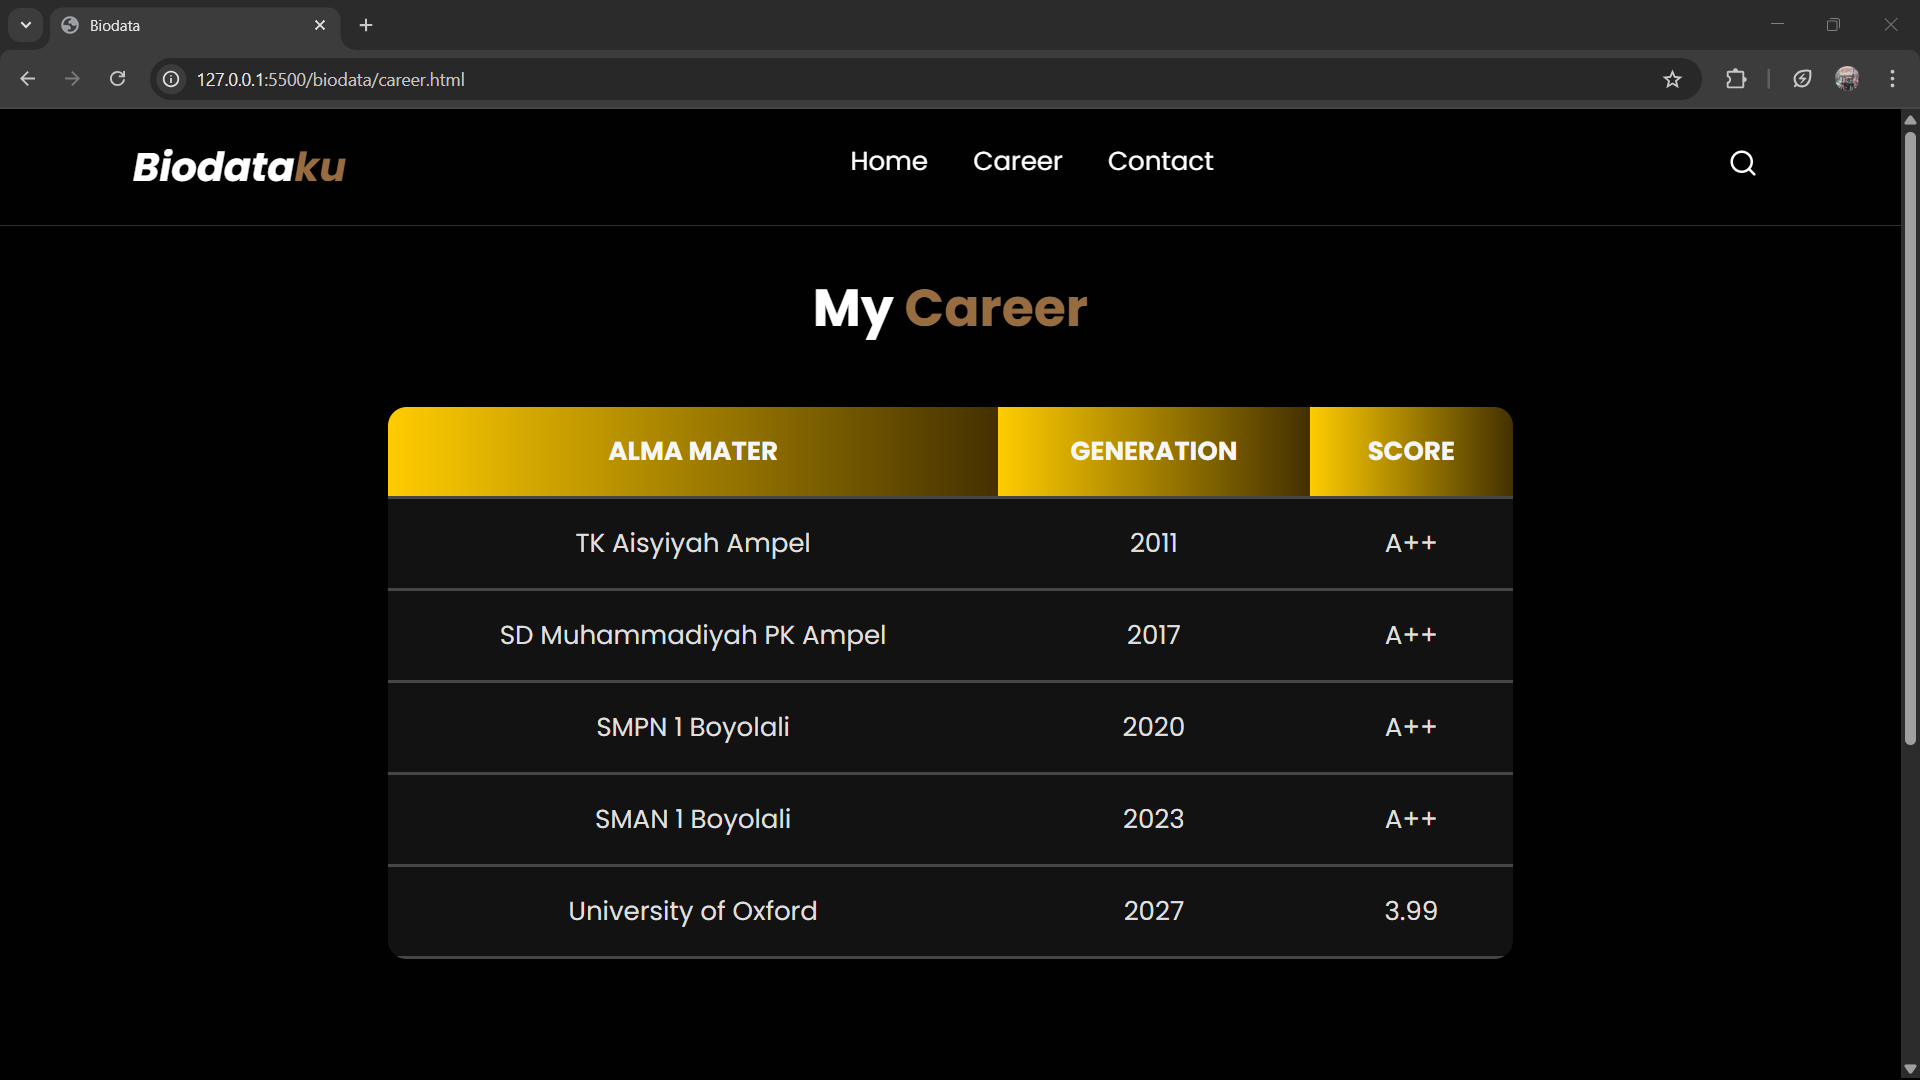 Biodata
127.0.0.1:5500/biodata/career.html
Biodataku
Home Career Contact
My Career
ALMA MATER GENERATION SCORE
TK Aisyiyah Ampel 2011 A++
SD Muhammadiyah PK Ampel 2017 A++
SMPN 1 Boyolali 2020 A++
SMAN 1 Boyolali 2023 A++
University of Oxford 2027 3.99